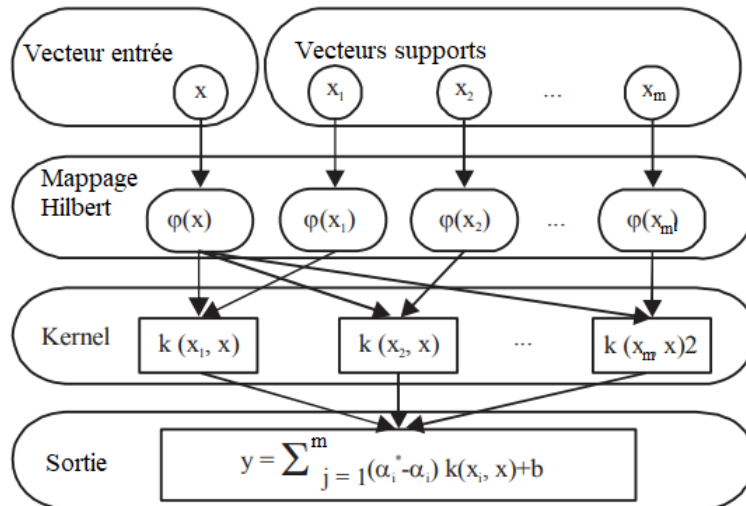 Vecteur entrée
Vecteurs supports
x x₁ x₂ ... xₘ
Mappage
Hilbert
φ(x) φ(x₁) φ(x₂) ... φ(xₘ)
Kernel
k (x₁, x) k (x₂, x) ... k (xₘ, x)2
Sortie
y = ∑ᵐ j = 1(αᵢ*-αᵢ) k(xᵢ, x)+b